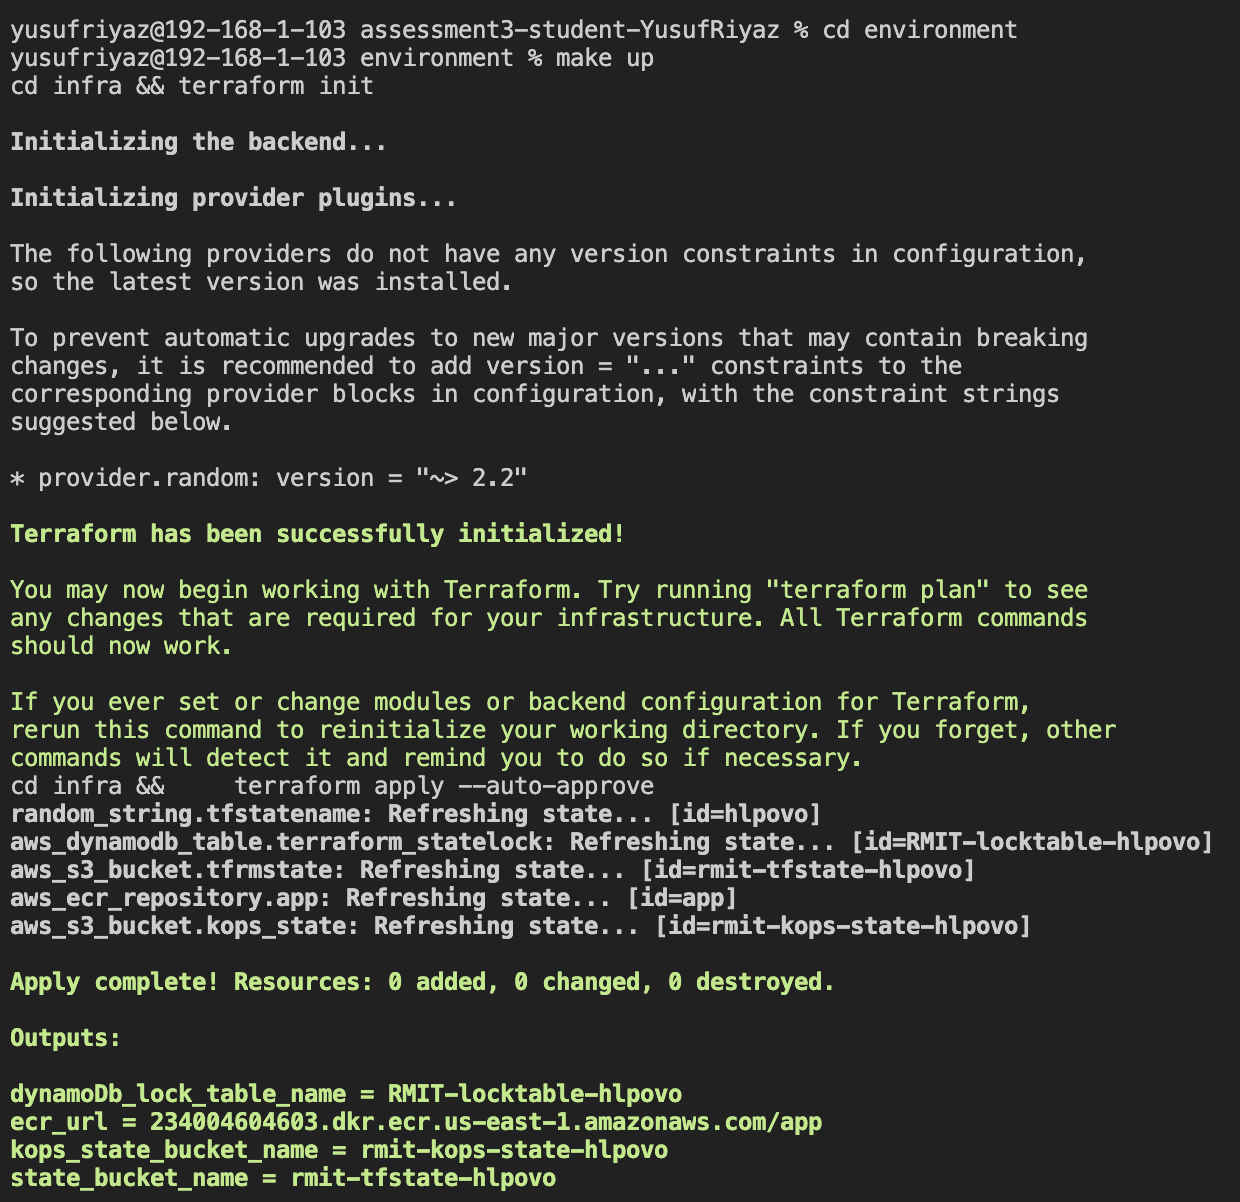 yusufriyaz@192-168-1-103 assessment3-student-YusufRiyaz % cd environment
yusufriyaz@192-168-1-103 environment % make up
cd infra && terraform init
Initializing the backend...
Initializing provider plugins...
The following providers do not have any version constraints in configuration,
so the latest version was installed.
To prevent automatic upgrades to new major versions that may contain breaking
changes, it is recommended to add version = "..." constraints to the
corresponding provider blocks in configuration, with the constraint strings
suggested below.
* provider.random: version = "~> 2.2"
Terraform has been successfully initialized!
You may now begin working with Terraform. Try running "terraform plan" to see
any changes that are required for your infrastructure. All Terraform commands
should now work.
If you ever set or change modules or backend configuration for Terraform,
rerun this command to reinitialize your working directory. If you forget, other
commands will detect it and remind you to do so if necessary.
cd infra &&     terraform apply --auto-approve
random_string.tfstatename: Refreshing state... [id=hlpovo]
aws_dynamodb_table.terraform_statelock: Refreshing state... [id=RMIT-locktable-hlpovo]
aws_s3_bucket.tfrmstate: Refreshing state... [id=rmit-tfstate-hlpovo]
aws_ecr_repository.app: Refreshing state... [id=app]
aws_s3_bucket.kops_state: Refreshing state... [id=rmit-kops-state-hlpovo]
Apply complete! Resources: 0 added, 0 changed, 0 destroyed.
Outputs:
dynamoDb_lock_table_name = RMIT-locktable-hlpovo
ecr_url = 234004604603.dkr.ecr.us-east-1.amazonaws.com/app
kops_state_bucket_name = rmit-kops-state-hlpovo
state_bucket_name = rmit-tfstate-hlpovo